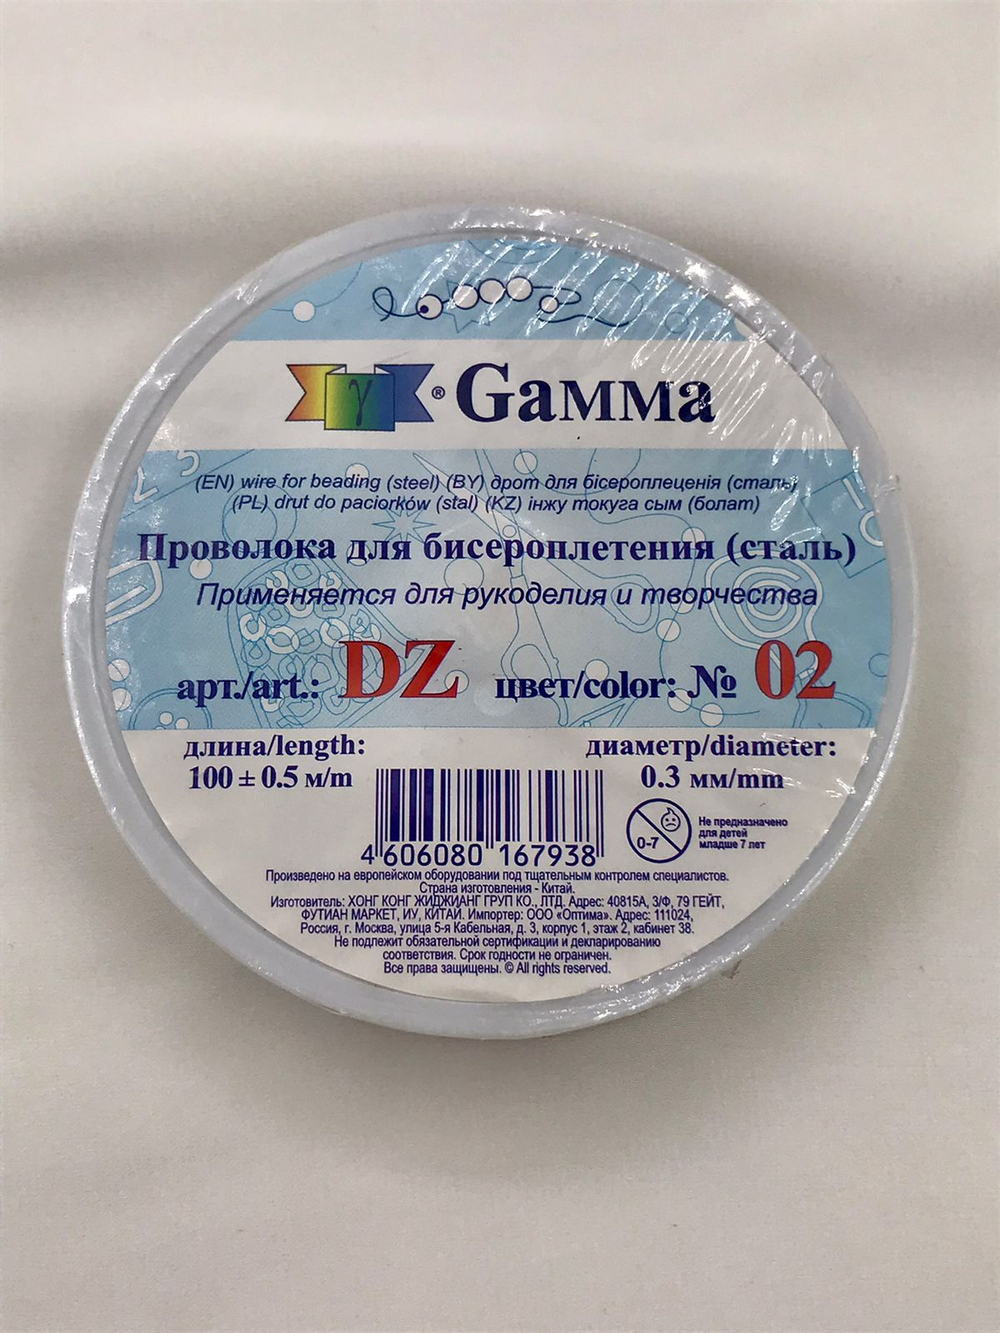 γ ® Gамма
(EN) wire for beading (steel) (BY) дрот для бісероплецення (сталь)
(PL) drut do paciorków (stal) (KZ) інжу токуга сым (болат)
Проволока для бисероплетения (сталь)
Применяется для рукоделия и творчества
арт./art.: DZ цвет/color: № 02
длина/length: диаметр/diameter:
100 ± 0.5 м/m 0.3 мм/mm
4 606080 167938
0-7
Не предназначено
для детей
младше 7 лет
Произведено на европейском оборудовании под тщательным контролем специалистов.
Страна изготовления - Китай.
Изготовитель: ХОНГ КОНГ ЖИДЖИАНГ ГРУП КО., ЛТД. Адрес: 40815А, 3/Ф, 79 ГЕЙТ,
ФУТИАН МАРКЕТ, ИУ, КИТАЙ. Импортер: ООО «Оптима». Адрес: 111024,
Россия, г. Москва, улица 5-я Кабельная, д. 3, корпус 1, этаж 2, кабинет 38.
Не подлежит обязательной сертификации и декларированию
соответствия. Срок годности не ограничен.
Все права защищены. © All rights reserved.